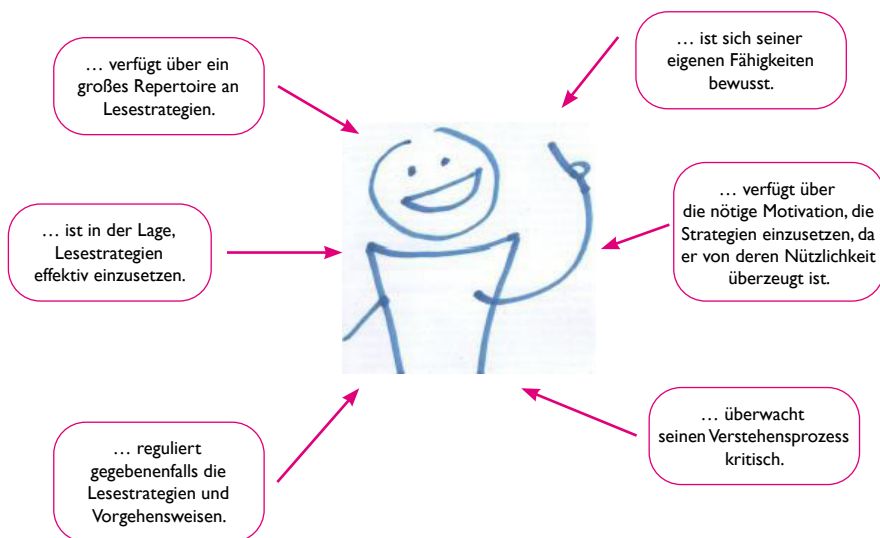 … verfügt über ein
großes Repertoire an
Lesestrategien.
… ist sich seiner
eigenen Fähigkeiten
bewusst.
… ist in der Lage,
Lesestrategien
effektiv einzusetzen.
… verfügt über
die nötige Motivation, die
Strategien einzusetzen, da
er von deren Nützlichkeit
überzeugt ist.
… reguliert
gegebenenfalls die
Lesestrategien und
Vorgehensweisen.
… überwacht
seinen Verstehensprozess
kritisch.